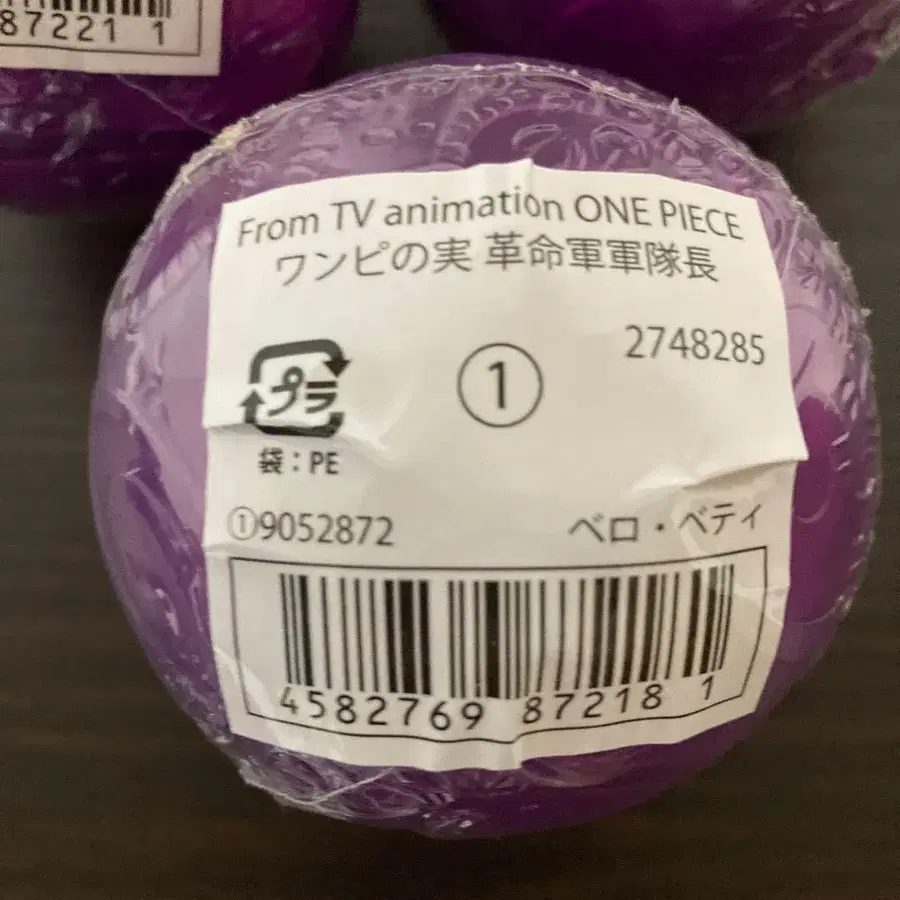 87221 1
From TV animation ONE PIECE
ワンピの実 革命軍軍隊長
2748285
①
プラ
袋：PE
①9052872
ベロ・ベティ
4582769 87218 1